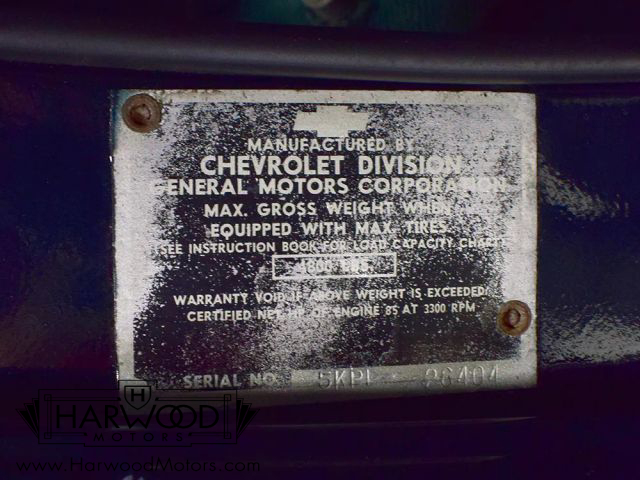 MANUFACTURED BY
CHEVROLET DIVISION
GENERAL MOTORS CORPORATION
MAX. GROSS WEIGHT WHEN
EQUIPPED WITH MAX. TIRES.
(SEE INSTRUCTION BOOK FOR LOAD CAPACITY CHART)
4800 LBS.
WARRANTY VOID IF ABOVE WEIGHT IS EXCEEDED
CERTIFIED NET HP OF ENGINE 85 AT 3300 RPM
SERIAL NO. 5KPL 26404
H
HARWOOD
MOTORS
www.HarwoodMotors.com